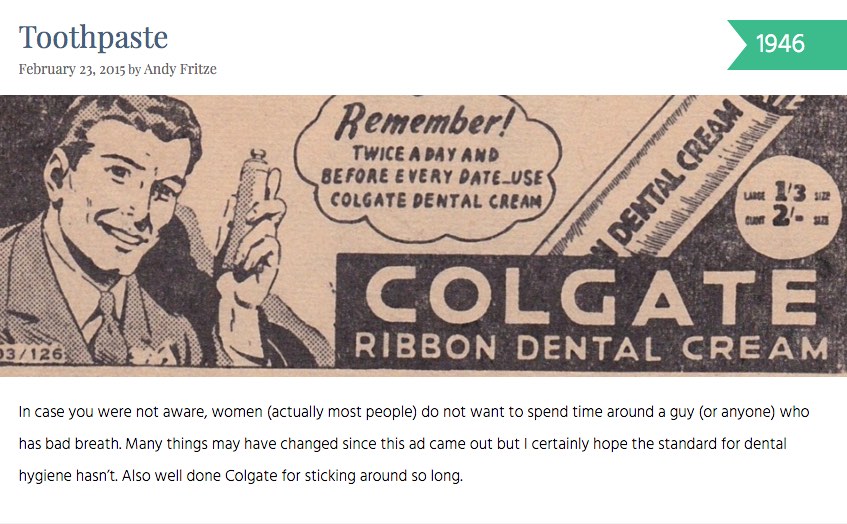 Toothpaste
1946
February 23, 2015 by Andy Fritze
Remember!
TWICE A DAY AND
BEFORE EVERY DATE...USE
COLGATE DENTAL CREAM
N DENTAL CREAM
LARGE 1'3 SIZE
GIANT 2'- SIZE
COLGATE
RIBBON DENTAL CREAM
03/126
In case you were not aware, women (actually most people) do not want to spend time around a guy (or anyone) who
has bad breath. Many things may have changed since this ad came out but I certainly hope the standard for dental
hygiene hasn't. Also well done Colgate for sticking around so long.